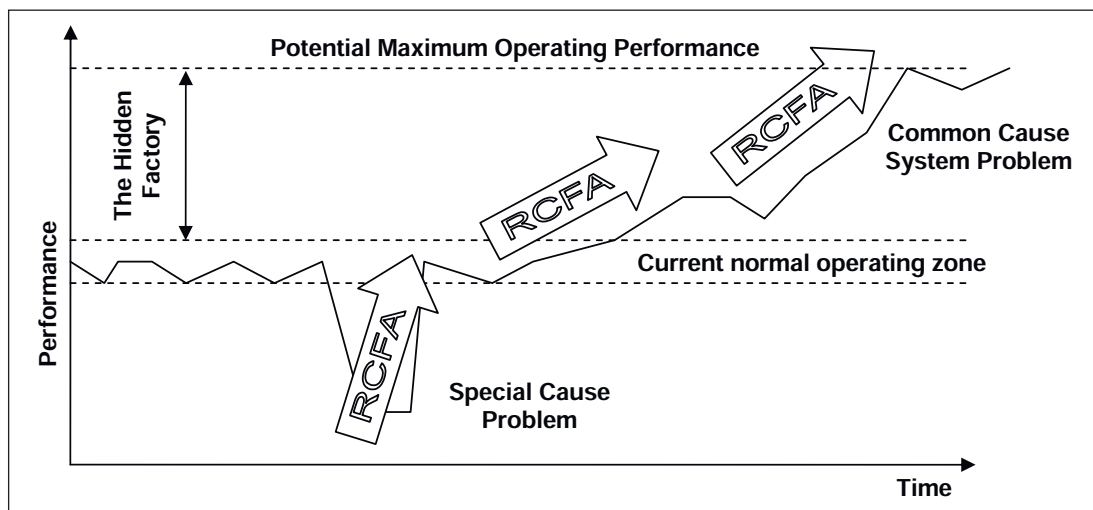 Potential Maximum Operating Performance
The Hidden
Factory
RCFA
RCFA
Common Cause
System Problem
Current normal operating zone
Performance
RCFA
Special Cause
Problem
Time